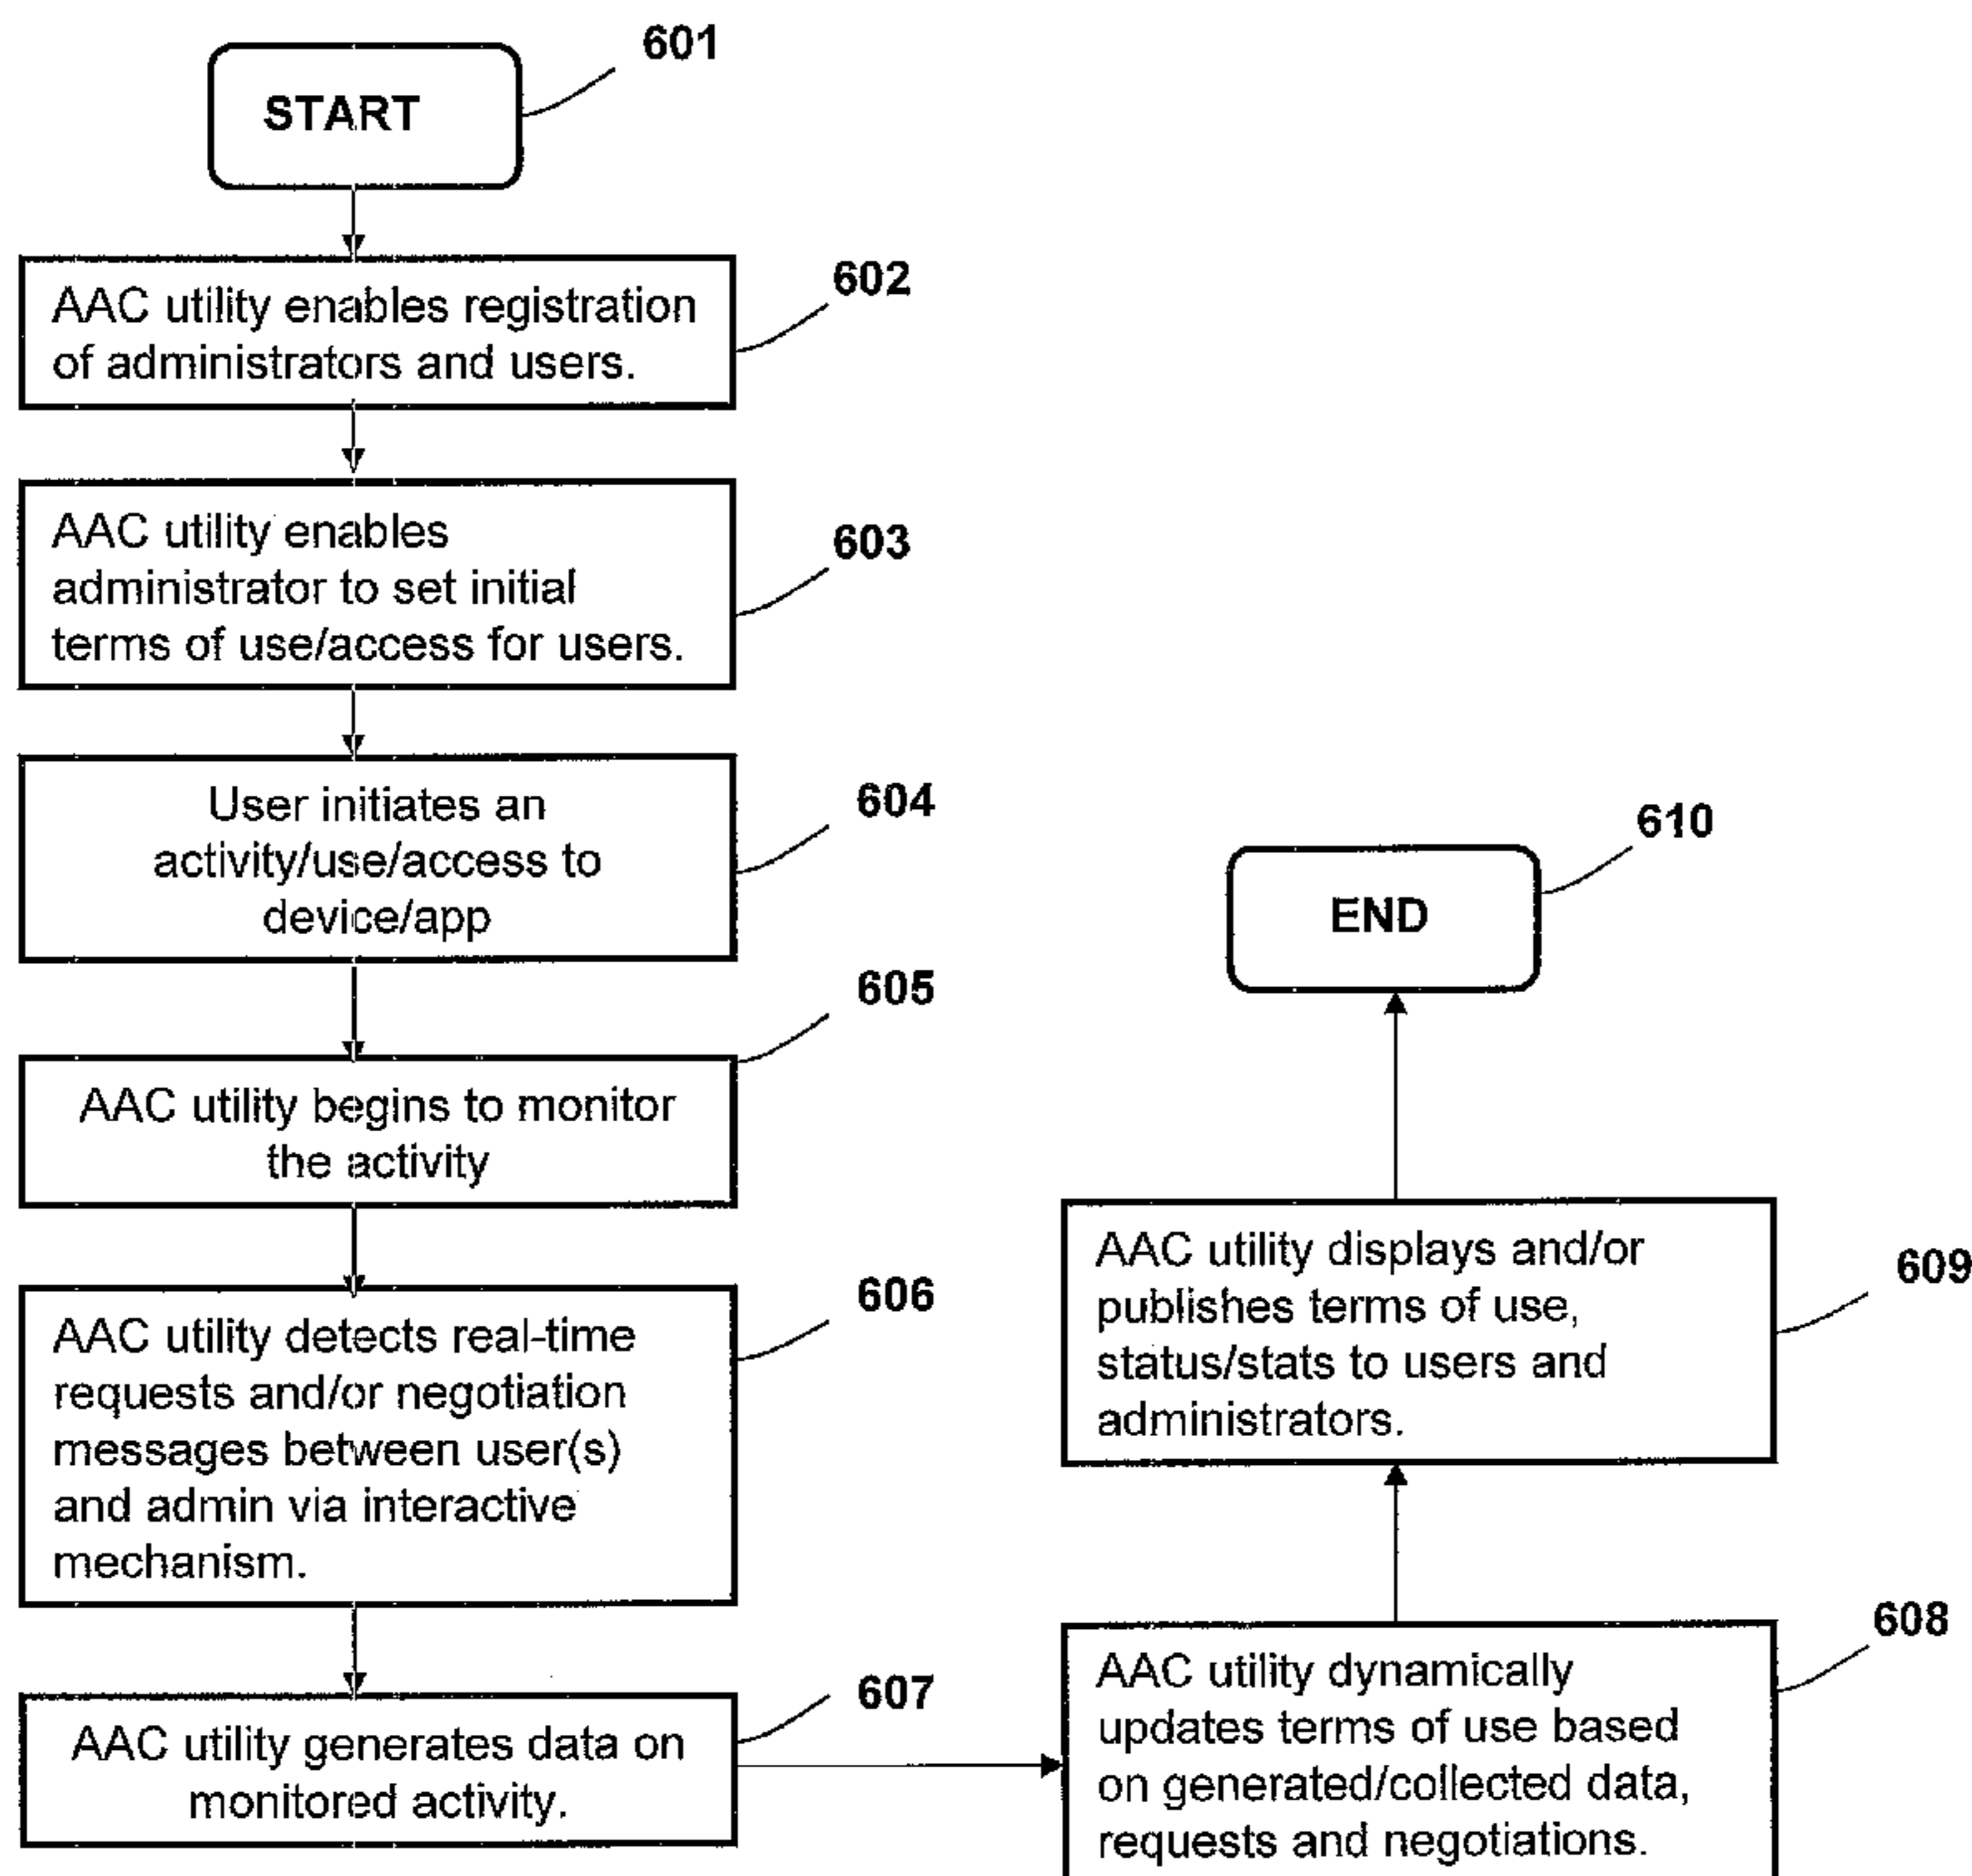 START
601
AAC utility enables registration
of administrators and users.
602
AAC utility enables
administrator to set initial
terms of use/access for users.
603
User initiates an
activity/use/access to
device/app
604
AAC utility begins to monitor
the activity
605
AAC utility detects real-time
requests and/or negotiation
messages between user(s)
and admin via interactive
mechanism.
606
AAC utility generates data on
monitored activity.
607
AAC utility dynamically
updates terms of use based
on generated/collected data,
requests and negotiations.
608
AAC utility displays and/or
publishes terms of use,
status/stats to users and
administrators.
609
END
610